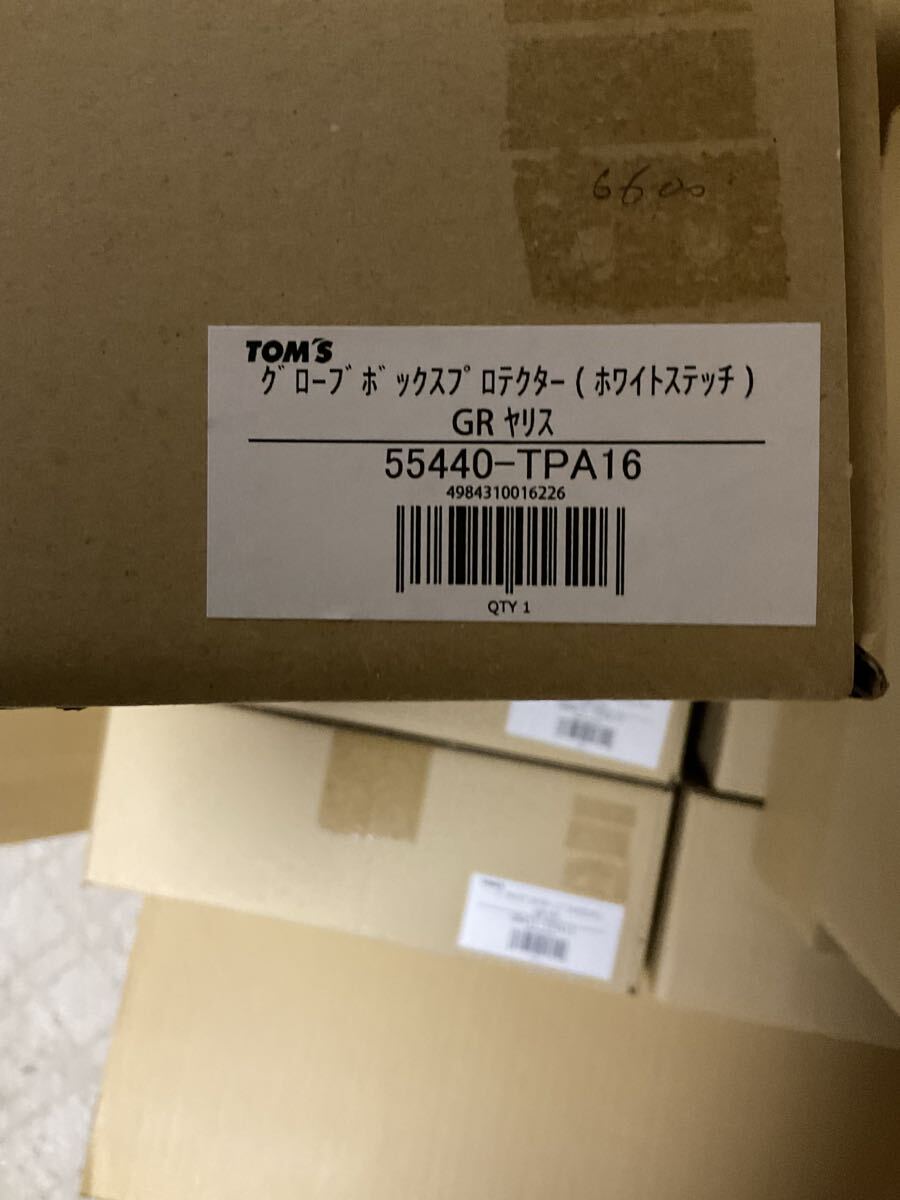 6600
TOM'S
ｸﾞﾛｰﾌﾞﾎﾞｯｸｽﾌﾟﾛﾃｸﾀｰ ( ﾎﾜｲﾄｽﾃｯﾁ )
GR ﾔﾘｽ
55440-TPA16
4984310016226
QTY 1